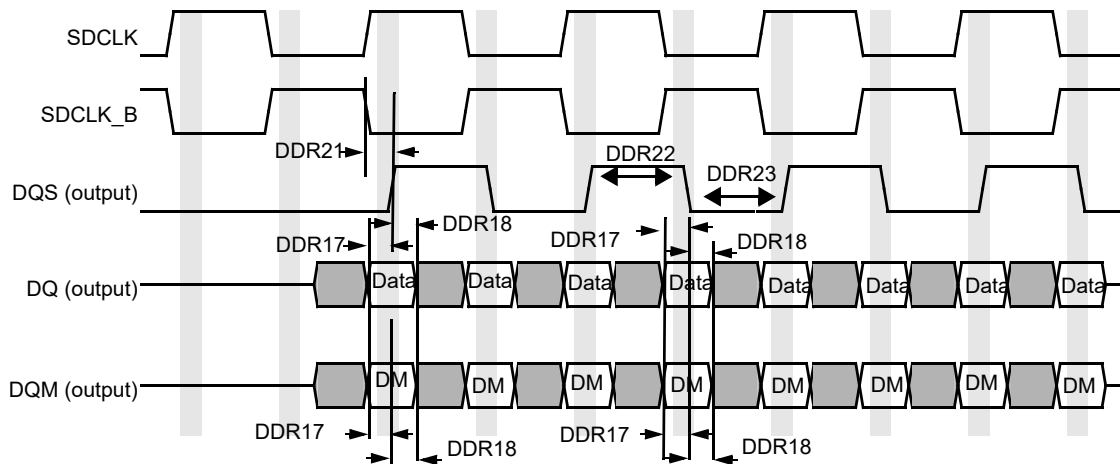 SDCLK
SDCLK_B
DDR21
DDR22
DDR23
DQS (output)
DDR18
DDR17
DDR17
DDR18
DQ (output)
Data Data Data Data Data Data Data Data
DQM (output)
DM DM DM DM DM DM DM DM
DDR17
DDR18
DDR17
DDR18